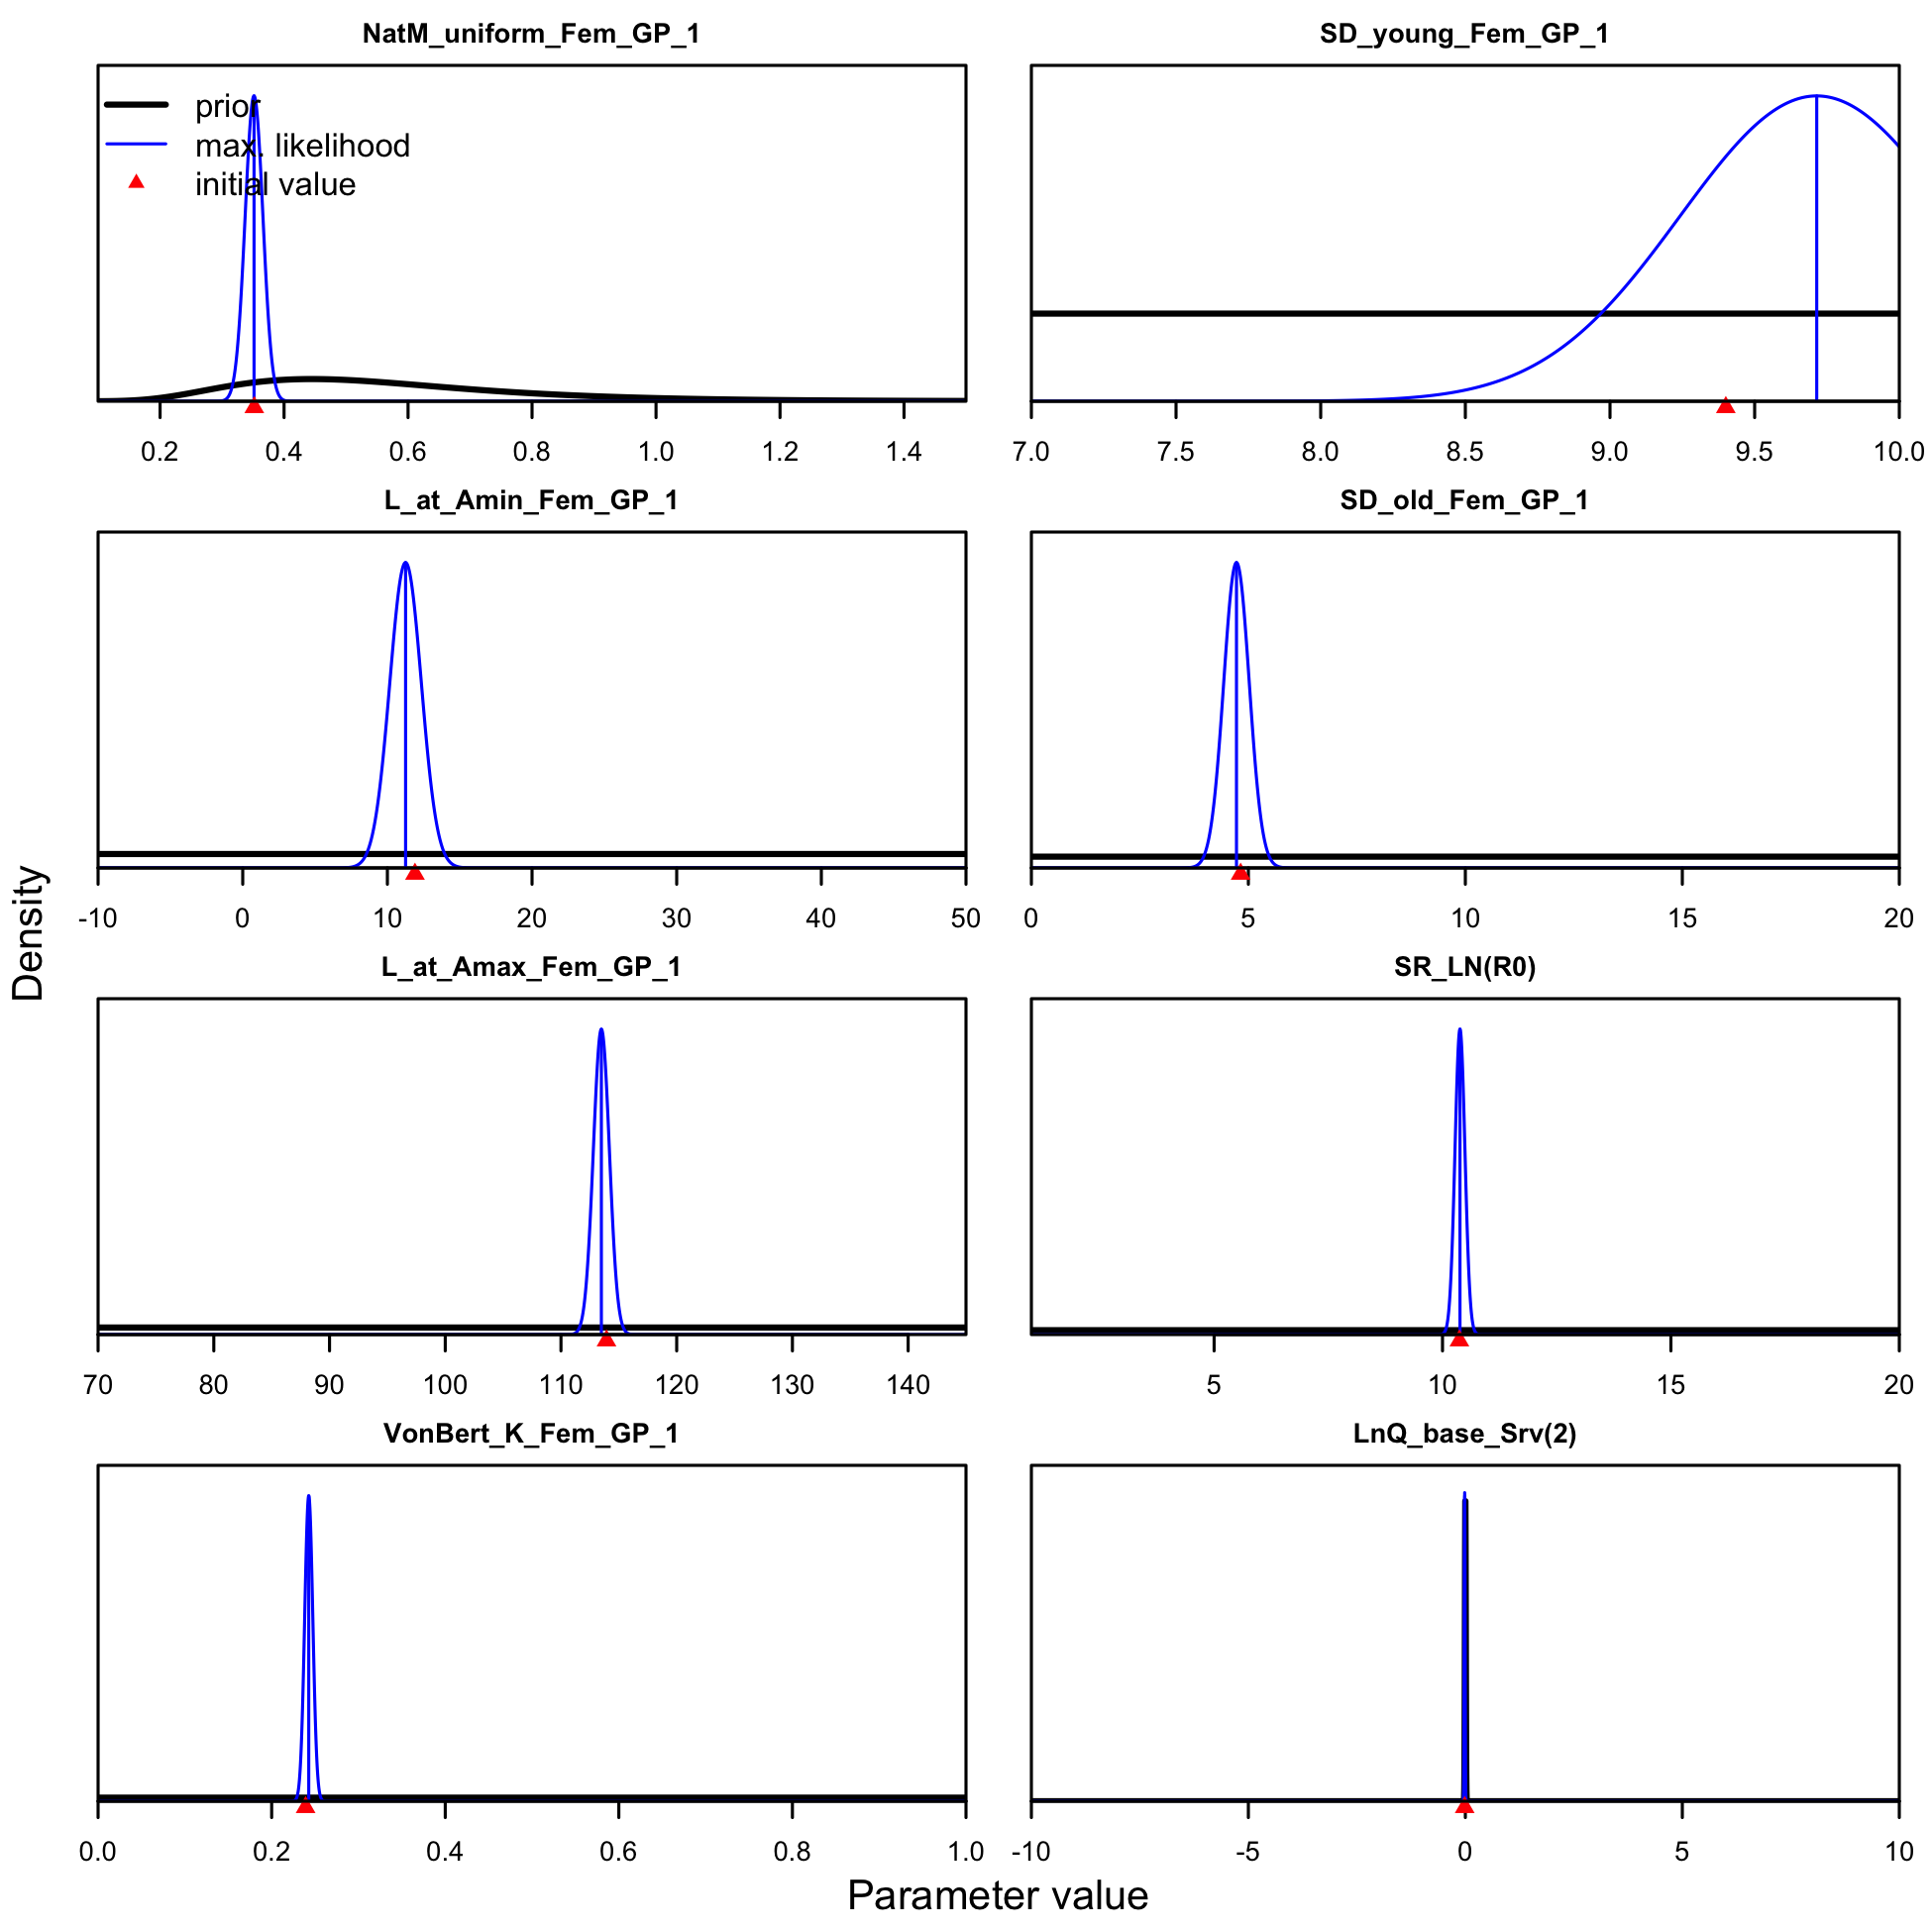 NatM_uniform_Fem_GP_1
prior
max. likelihood
initial value
0.2 0.4 0.6 0.8 1.0 1.2 1.4
SD_young_Fem_GP_1
7.0 7.5 8.0 8.5 9.0 9.5 10.0
L_at_Amin_Fem_GP_1
-10 0 10 20 30 40 50
SD_old_Fem_GP_1
0 5 10 15 20
L_at_Amax_Fem_GP_1
70 80 90 100 110 120 130 140
SR_LN(R0)
5 10 15 20
VonBert_K_Fem_GP_1
0.0 0.2 0.4 0.6 0.8 1.0
LnQ_base_Srv(2)
-10 -5 0 5 10
Density
Parameter value